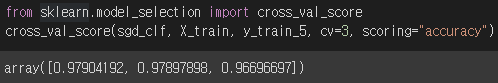 from sklearn.model_selection import cross_val_score
cross_val_score(sgd_clf, X_train, y_train_5, cv=3, scoring="accuracy")
array([0.97904192, 0.97897898, 0.96696697])